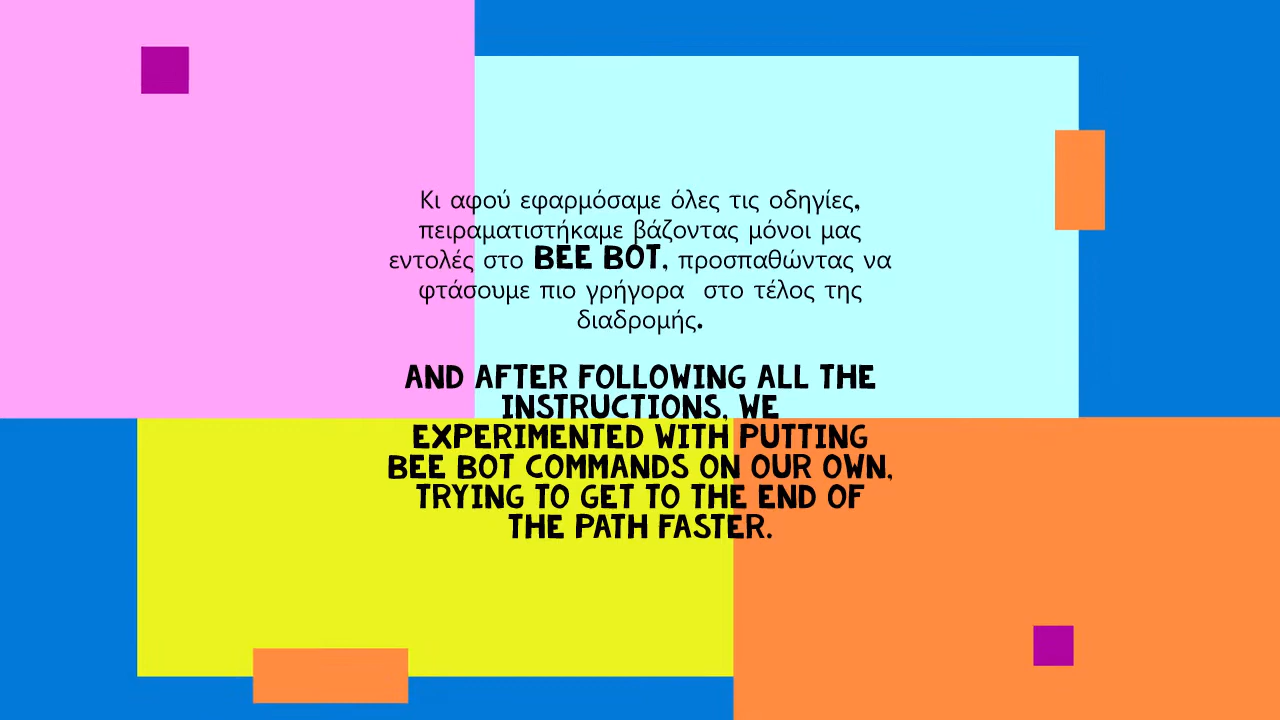 Κι αφού εφαρμόσαμε όλες τις οδηγίες,
πειραματιστήκαμε βάζοντας μόνοι μας
εντολές στο BEE BOT, προσπαθώντας να
φτάσουμε πιο γρήγορα  στο τέλος της
διαδρομής.
AND AFTER FOLLOWING ALL THE
INSTRUCTIONS, WE
EXPERIMENTED WITH PUTTING
BEE BOT COMMANDS ON OUR OWN,
TRYING TO GET TO THE END OF
THE PATH FASTER.